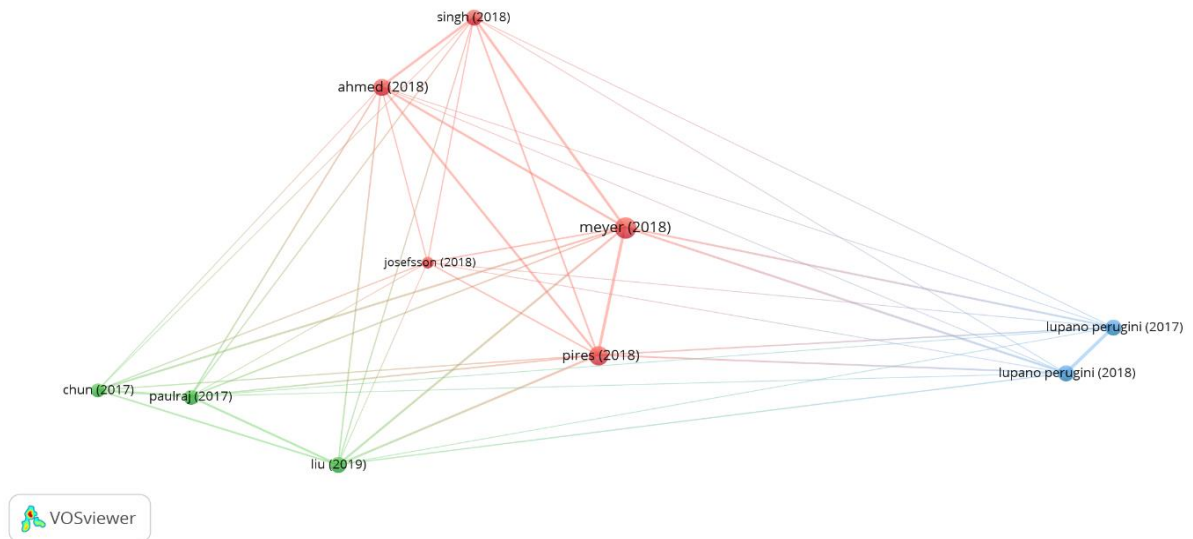 singh (2018)
ahmed (2018)
meyer (2018)
josefsson (2018)
lupano perugini (2017)
pires (2018)
lupano perugini (2018)
chun (2017)
paulraj (2017)
liu (2019)
VOSviewer